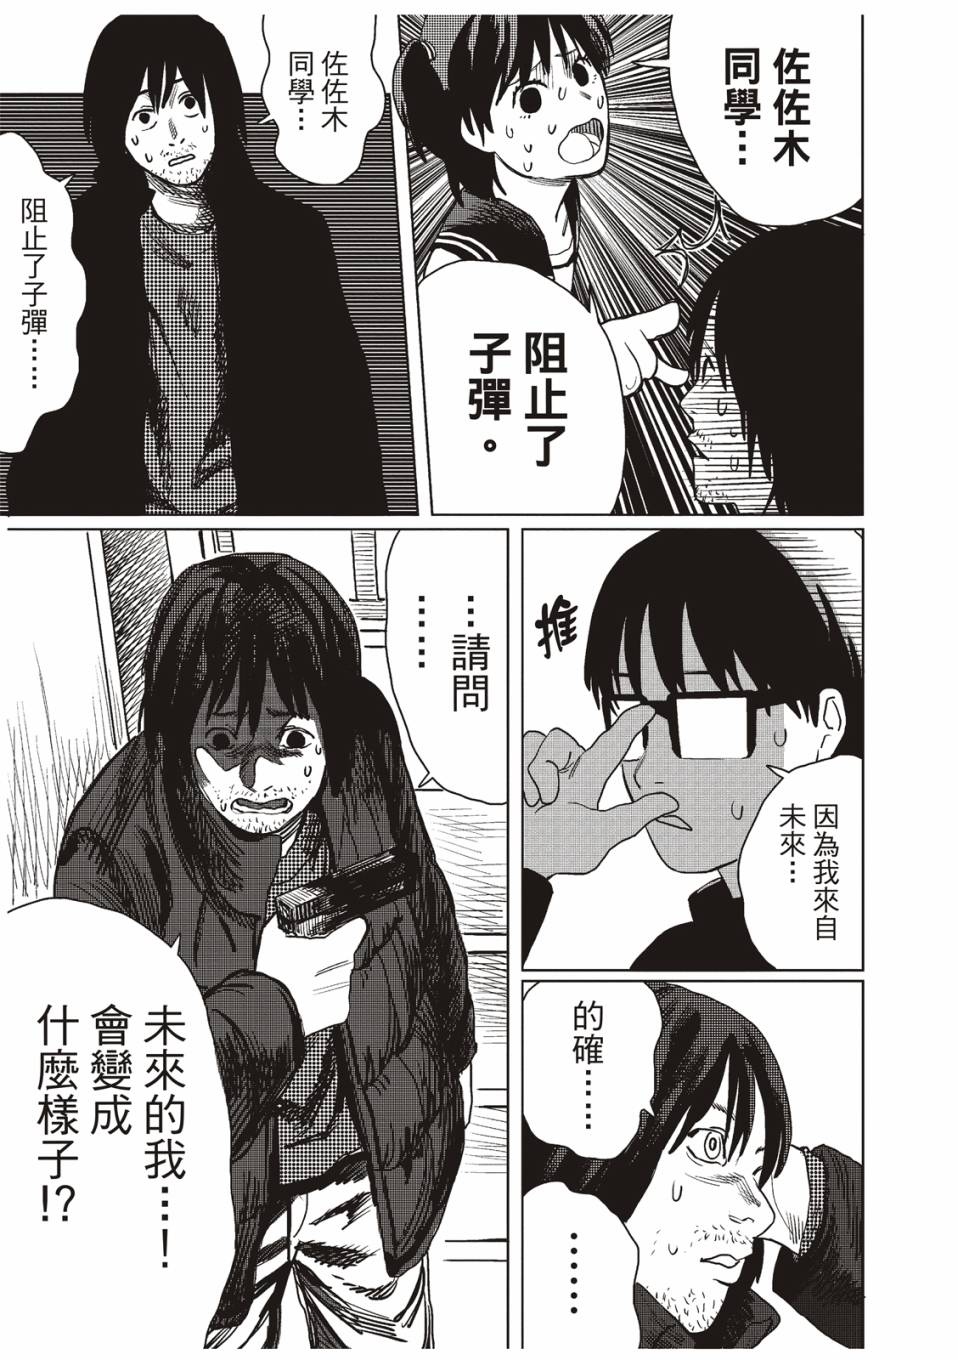 佐佐木
同學…
阻止了
子彈。
佐佐木
同學…
阻止了子彈……
推
因為我來自
未來…
的確……
……
…請問
……
未來的我…！
會變成
什麼樣子!?